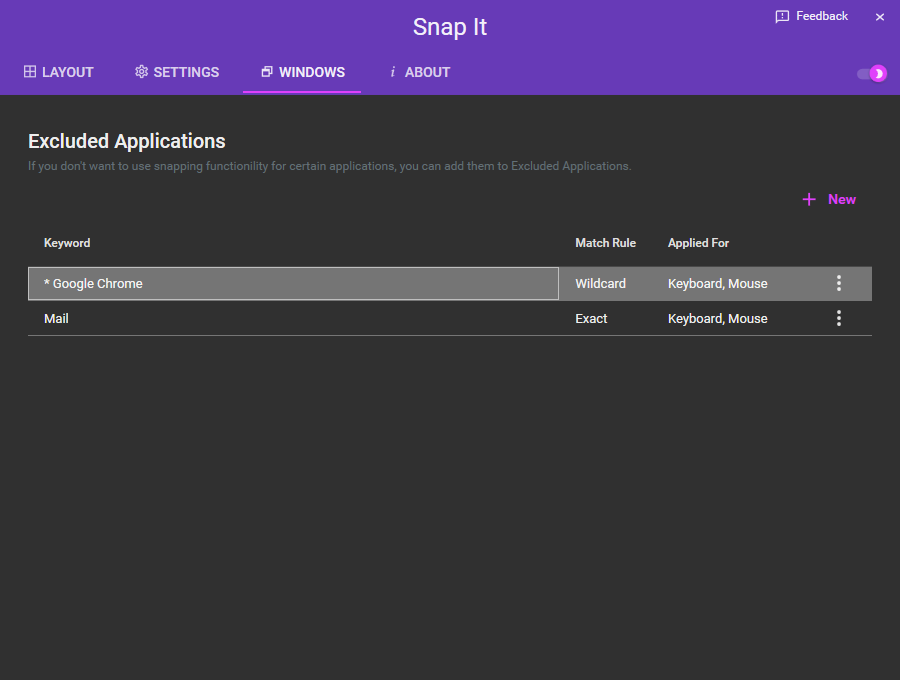 Snap It
Feedback
LAYOUT SETTINGS WINDOWS ABOUT
Excluded Applications
If you don't want to use snapping functionility for certain applications, you can add them to Excluded Applications.
New
Keyword Match Rule Applied For
* Google Chrome Wildcard Keyboard, Mouse
Mail Exact Keyboard, Mouse